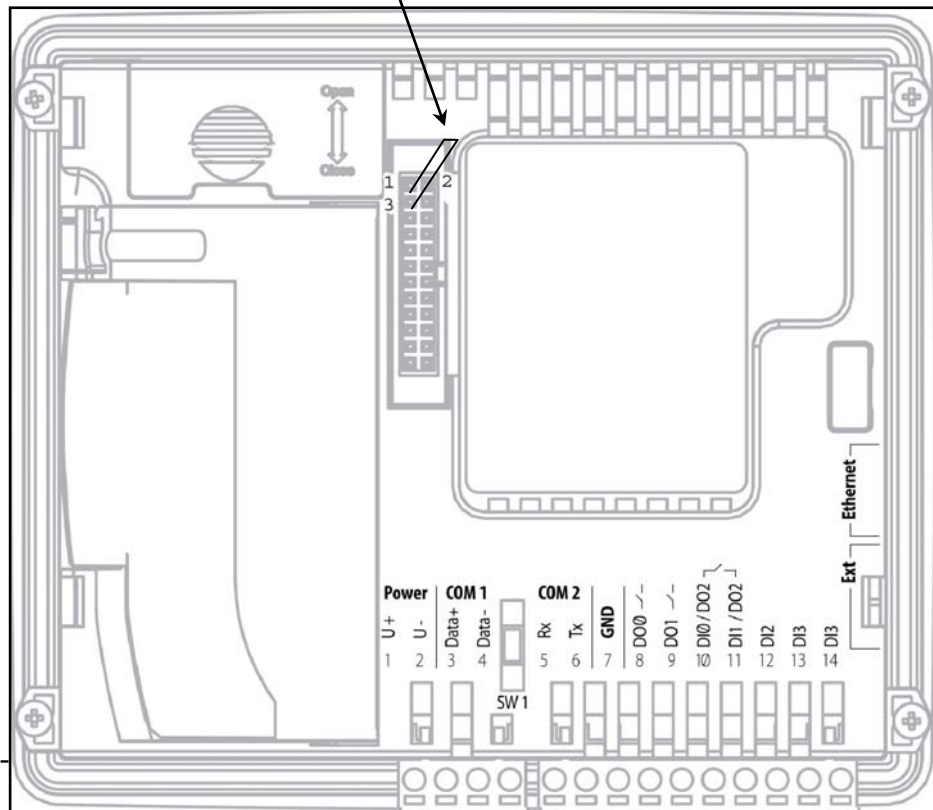 Open
Close
1
2
3
Ethernet
Ext
Power
COM 1
COM 2
GND
U +
U -
Data+
Data-
Rx
Tx
DO0
DO1
DI0 / DO2
DI1 / DO2
DI2
DI3
DI3
1
2
3
4
5
6
7
8
9
10
11
12
13
14
SW 1